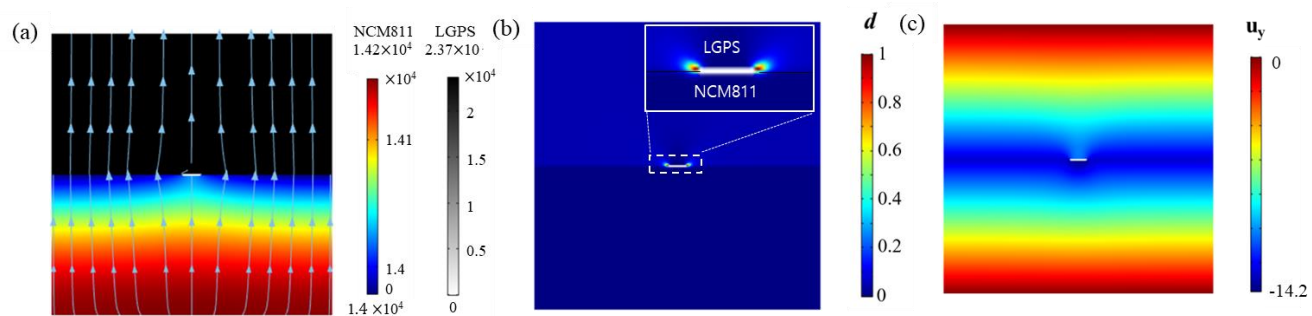 (a)
NCM811
1.42×10⁴
×10⁴
1.41
1.4
0
1.4 ×10⁴
LGPS
2.37×10
×10⁴
2
1.5
1
0.5
0
(b)
LGPS
NCM811
d
1
0.8
0.6
0.4
0.2
0
(c)
u_y
0
-14.2